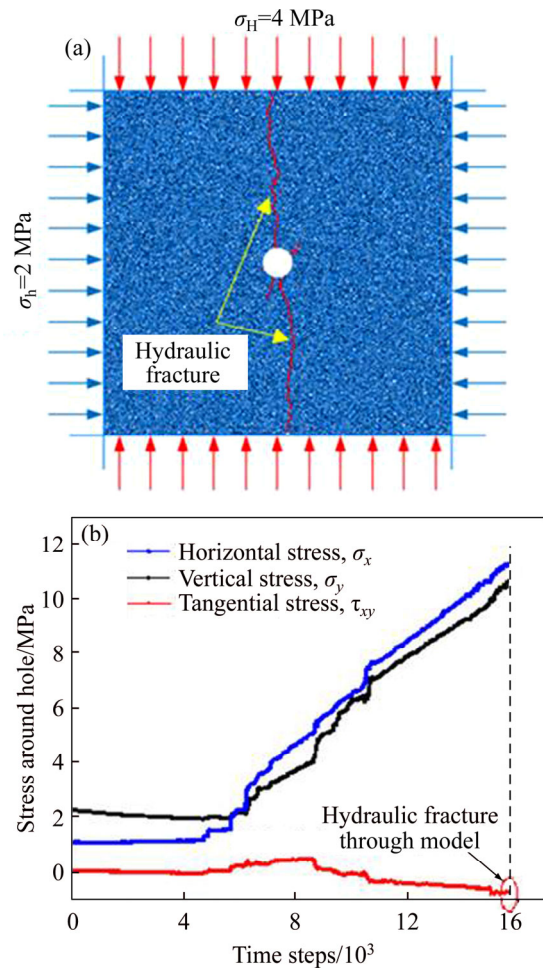 σH=4 MPa
(a)
σh=2 MPa
Hydraulic
fracture
(b)
Horizontal stress, σx
Vertical stress, σy
Tangential stress, τxy
Stress around hole/MPa
12
10
8
6
4
2
0
Hydraulic fracture
through model
0
4
8
12
16
Time steps/10³